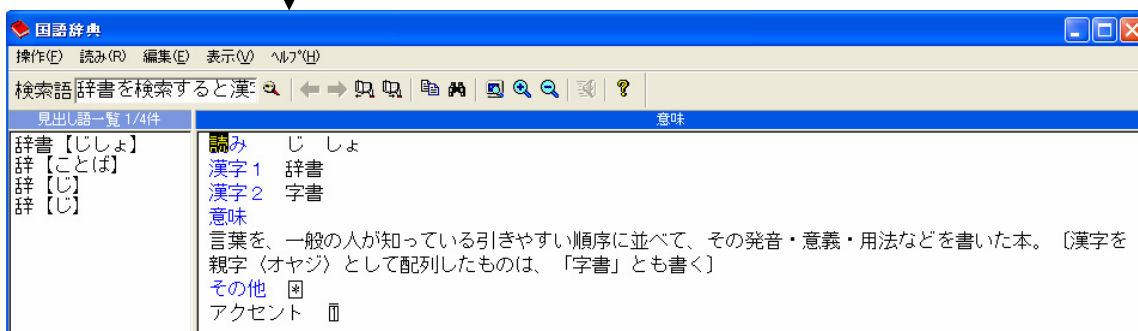 国語辞典
操作(F) 読み(R) 編集(E) 表示(V) ヘルプ(H)
検索語 辞書を検索すると漢
見出し語一覧 1/4件
意味
辞書【じしょ】
辞【ことば】
辞【じ】
辞【じ】
読み じ しょ
漢字1 辞書
漢字2 字書
意味
言葉を、一般の人が知っている引きやすい順序に並べて、その発音・意義・用法などを書いた本。〔漢字を
親字〈オヤジ〉として配列したものは、「字書」とも書く〕
その他 *
アクセント 1